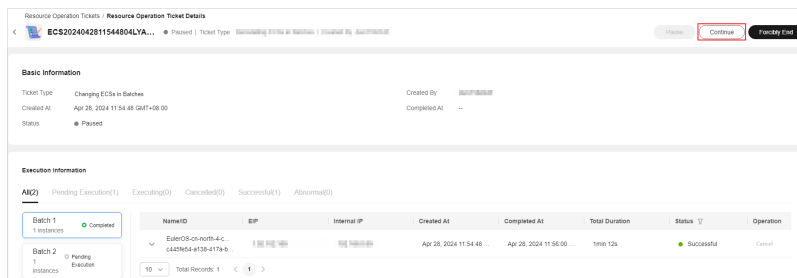 Resource Operation Tickets / Resource Operation Ticket Details
ECS2024042811544804LYA... Paused | Ticket Type
Pause Continue Forcibly End
Basic Information
Ticket Type Changing ECSs in Batches Created By
Created At Apr 28, 2024 11:54:48 GMT+08:00 Completed At --
Status Paused
Execution Information
All(2) Pending Execution(1) Executing(0) Cancelled(0) Successful(1) Abnormal(0)
Batch 1
1 instances
Completed
Batch 2
1
instances
Pending
Execution
Name/ID EIP Internal IP Created At Completed At Total Duration Status Operation
EulerOS-cn-north-4-c...
c445fe54-a138-417a-b...
Apr 28, 2024 11:54:48 ... Apr 28, 2024 11:56:00 ... 1min 12s Successful Cancel
10 Total Records: 1 < 1 >